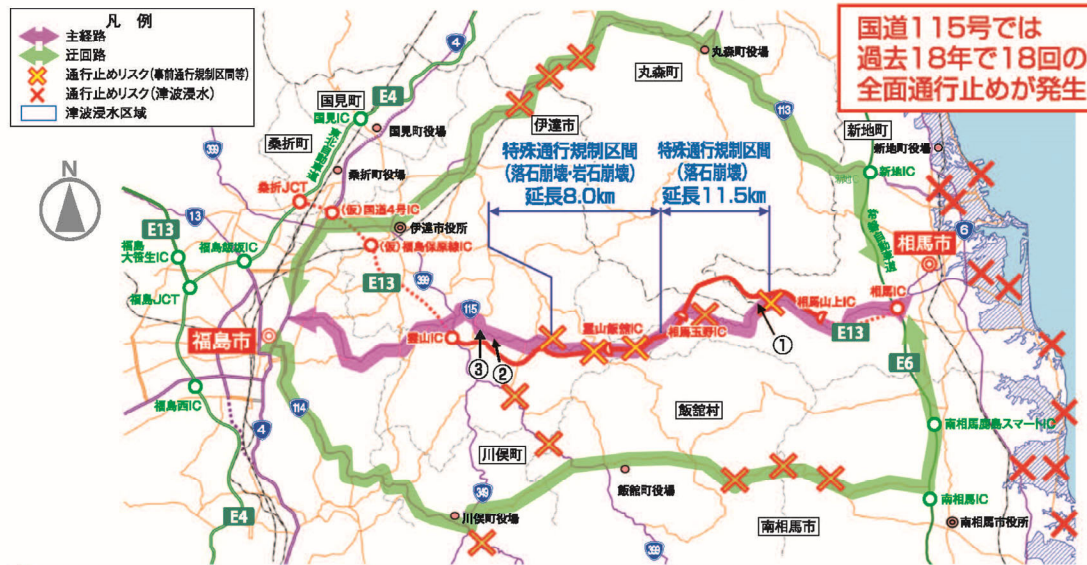 凡 例
主経路
迂回路
通行止めリスク(事前通行規制区間等)
通行止めリスク(津波浸水)
津波浸水区域
国道115号では
過去18年で18回の
全面通行止めが発生
N
4
399
13
E13
E4
国見町
国見IC
国見町役場
桑折町
桑折町役場
桑折JCT
(仮)国道4号IC
伊達市
伊達市役所
(仮)福島保原線IC
福島大笹生IC
福島飯坂IC
福島JCT
福島市
福島西IC
114
4
E4
E13
399
115
霊山IC
③
②
特殊通行規制区間
(落石崩壊・岩石崩壊)
延長8.0km
特殊通行規制区間
(落石崩壊)
延長11.5km
霊山飯舘IC
相馬玉野IC
①
相馬山上IC
E13
相馬IC
丸森町
丸森町役場
113
新地町
新地町役場
新地IC
常磐自動車道
6
相馬市
E6
飯舘村
飯舘町役場
川俣町
349
川俣町役場
399
南相馬市
南相馬鹿島スマートIC
南相馬IC
南相馬市役所